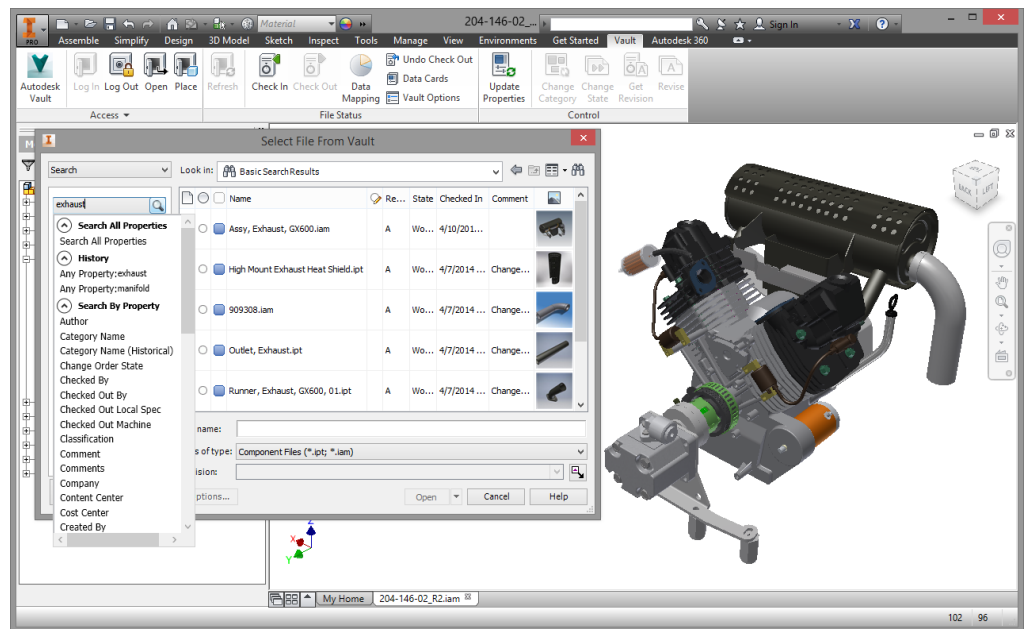 PRO
Material
204-146-02_...
Sign In
Assemble Simplify Design 3D Model Sketch Inspect Tools Manage View Environments Get Started Vault Autodesk 360
Autodesk Vault
Log In
Log Out
Open
Place
Refresh
Check In
Check Out
Data Mapping
Undo Check Out
Data Cards
Vault Options
Update Properties
Change Category
Change State
Get Revision
Revise
Access
File Status
Control
M
Select File From Vault
Search
Look in: Basic Search Results
exhaust
Name Re... State Checked In Comment
Assy, Exhaust, GX600.iam A Wo... 4/10/201...
High Mount Exhaust Heat Shield.ipt A Wo... 4/7/2014 ... Change...
909308.iam A Wo... 4/7/2014 ... Change...
Outlet, Exhaust.ipt A Wo... 4/7/2014 ... Change...
Runner, Exhaust, GX600, 01.ipt A Wo... 4/7/2014 ... Change...
Search All Properties
Search All Properties
History
Any Property:exhaust
Any Property:manifold
Search By Property
Author
Category Name
Category Name (Historical)
Change Order State
Checked By
Checked Out By
Checked Out Local Spec
Checked Out Machine
Classification
Comment
Comments
Company
Content Center
Cost Center
Created By
name:
s of type: Component Files (*.ipt; *.iam)
ision:
ptions...
Open
Cancel
Help
BACK
LEFT
Z
X
Y
My Home
204-146-02_R2.iam
102 96